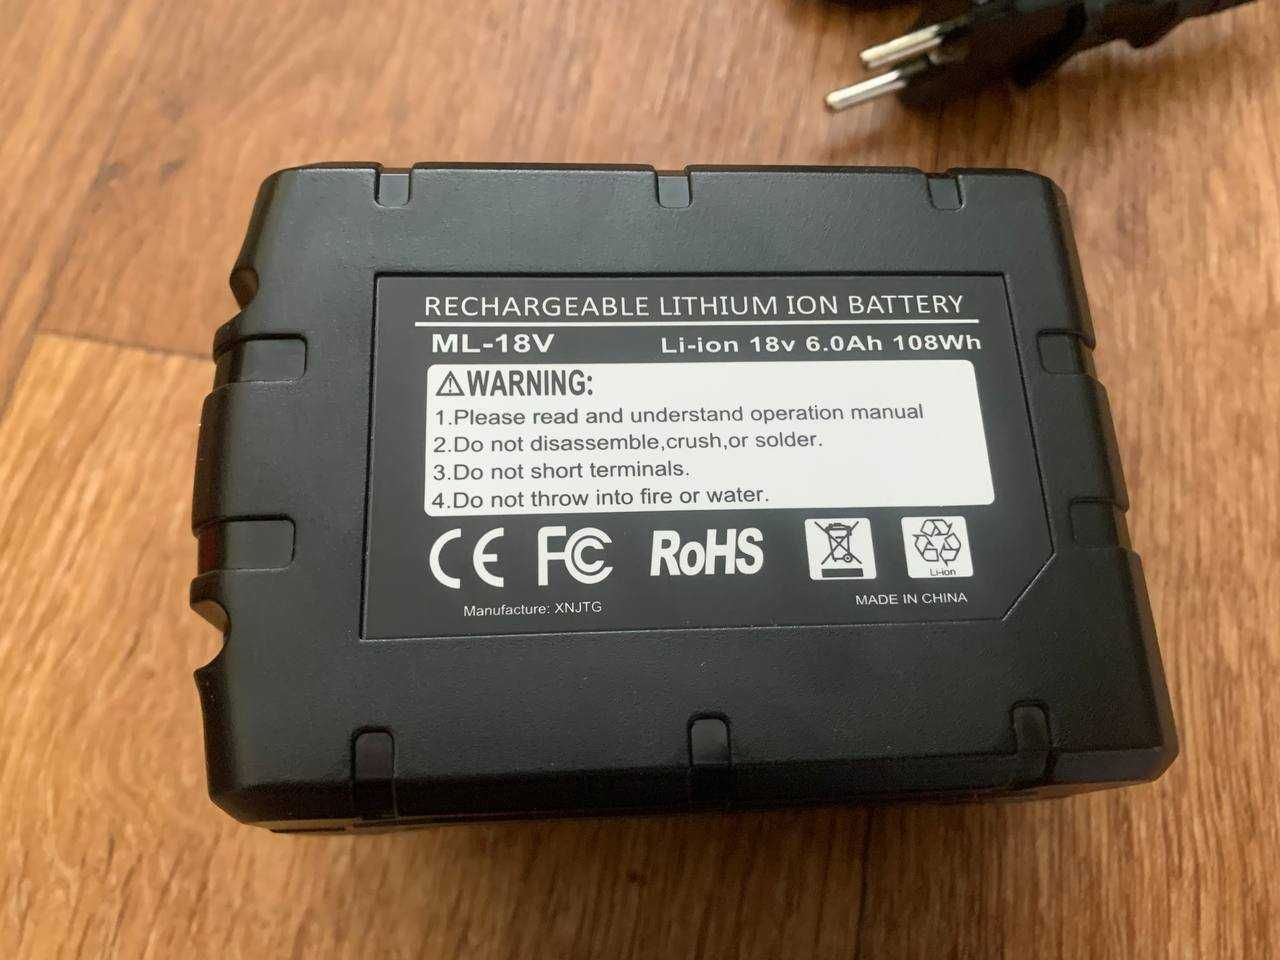 RECHARGEABLE LITHIUM ION BATTERY
ML-18V Li-ion 18v 6.0Ah 108Wh
⚠WARNING:
1.Please read and understand operation manual
2.Do not disassemble,crush,or solder.
3.Do not short terminals.
4.Do not throw into fire or water.
CE FC RoHS
Li-ion
Manufacture: XNJTG MADE IN CHINA